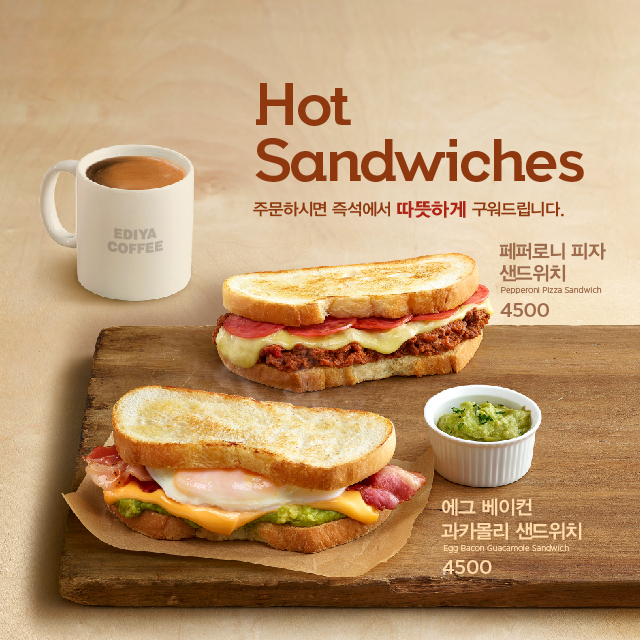 Hot
Sandwiches
주문하시면 즉석에서 따뜻하게 구워드립니다.
EDIYA
COFFEE
페퍼로니 피자
샌드위치
Pepperoni Pizza Sandwich
4500
에그 베이컨
과카몰리 샌드위치
Egg Bacon Guacamole Sandwich
4500